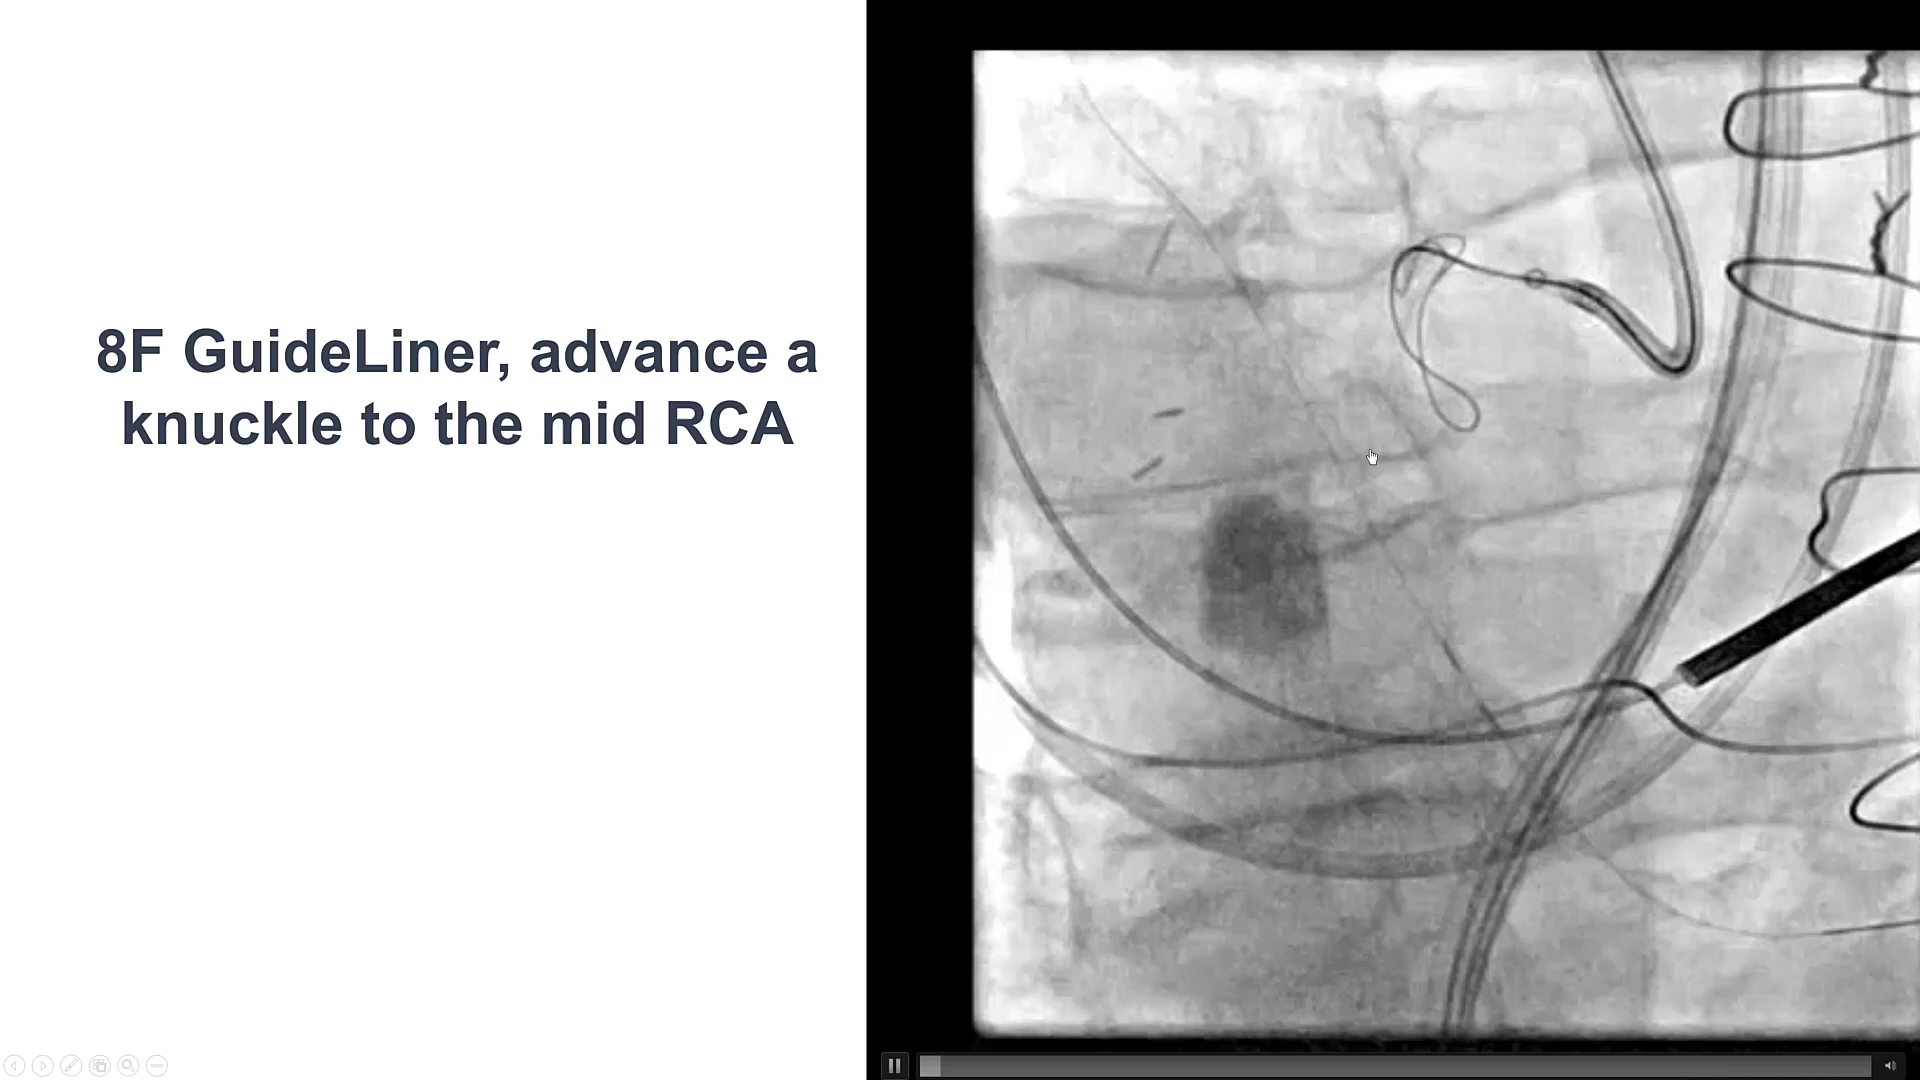 8F GuideLiner, advance a
knuckle to the mid RCA